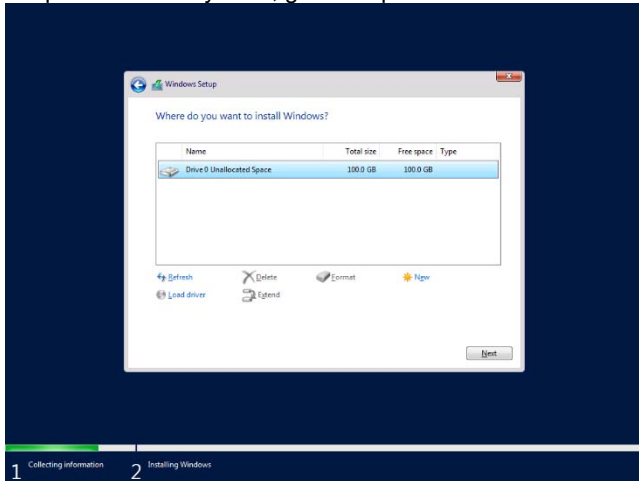 Windows Setup
Where do you want to install Windows?
Name Total size Free space Type
Drive 0 Unallocated Space 100.0 GB 100.0 GB
Refresh Delete Format New
Load driver Extend
Next
1 Collecting information 2 Installing Windows